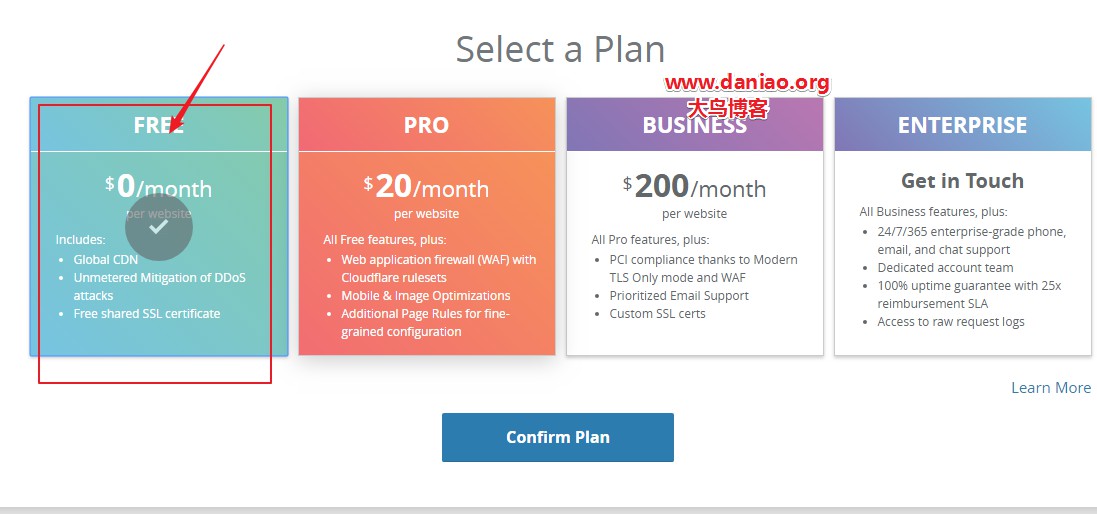 Select a Plan
www.daniao.org
大鸟博客
FREE
$0/month
per website
Includes:
Global CDN
Unmetered Mitigation of DDoS
attacks
Free shared SSL certificate
PRO
$20/month
per website
All Free features, plus:
Web application firewall (WAF) with
Cloudflare rulesets
Mobile & Image Optimizations
Additional Page Rules for fine-
grained configuration
BUSINESS
$200/month
per website
All Pro features, plus:
PCI compliance thanks to Modern
TLS Only mode and WAF
Prioritized Email Support
Custom SSL certs
ENTERPRISE
Get in Touch
All Business features, plus:
24/7/365 enterprise-grade phone,
email, and chat support
Dedicated account team
100% uptime guarantee with 25x
reimbursement SLA
Access to raw request logs
Learn More
Confirm Plan